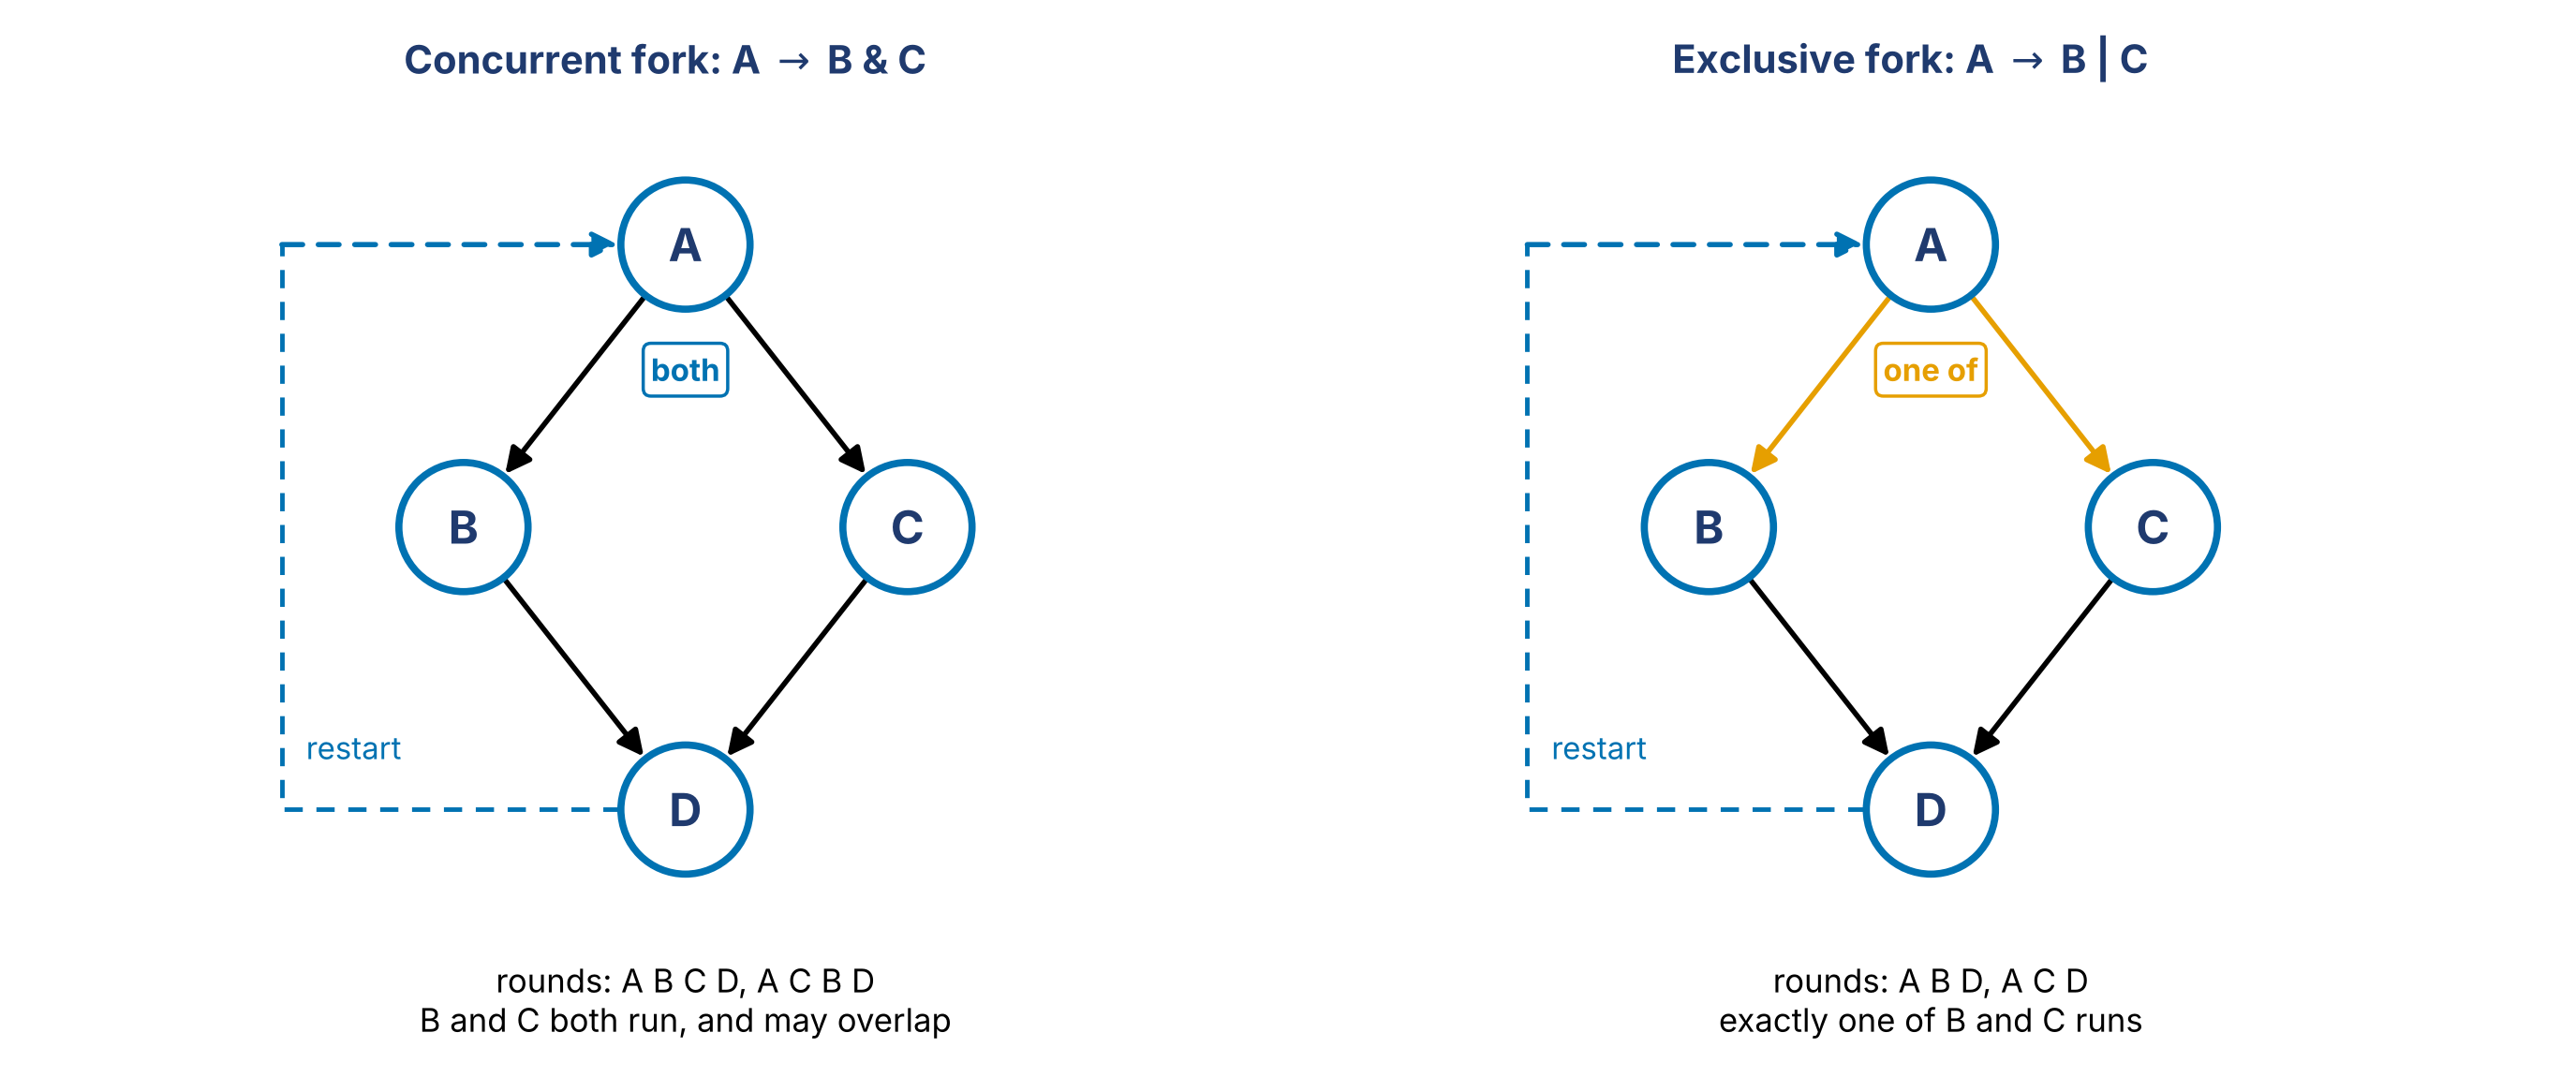 Concurrent fork: A → B & C
A
both
B
C
restart
D
rounds: A B C D, A C B D
B and C both run, and may overlap
Exclusive fork: A → B | C
A
one of
B
C
restart
D
rounds: A B D, A C D
exactly one of B and C runs